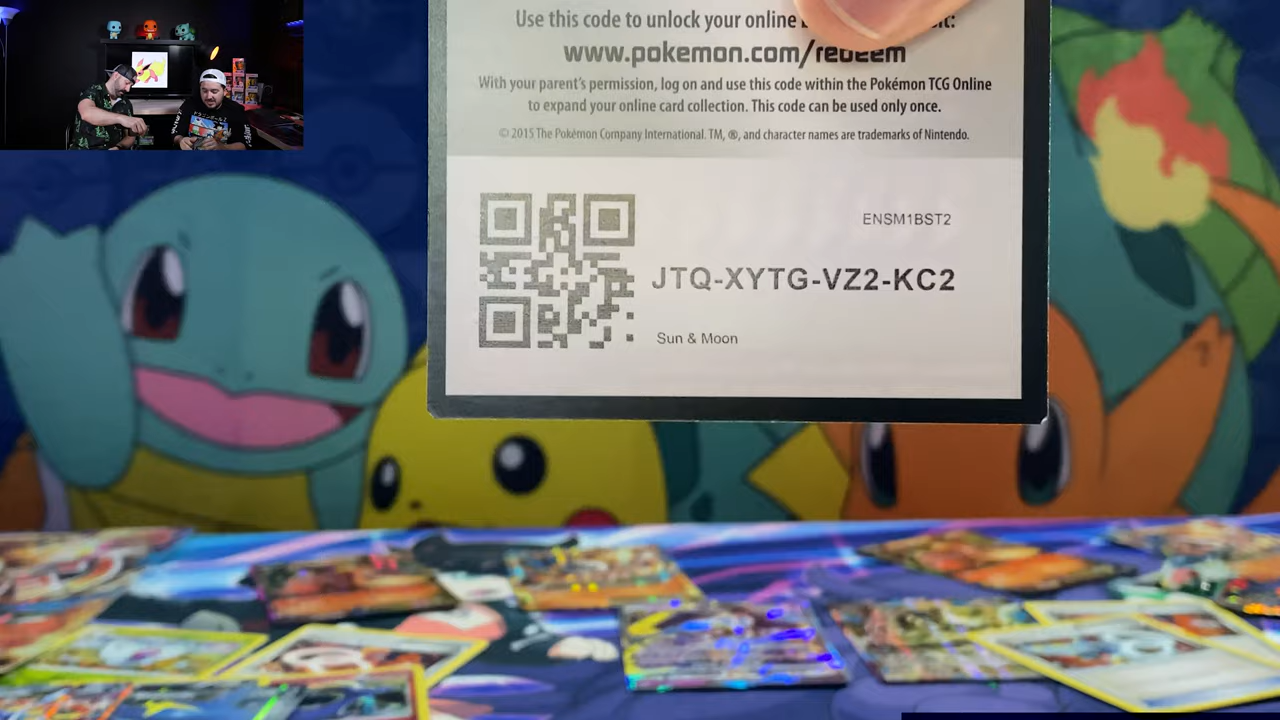 Use this code to unlock your online
www.pokemon.com/redeem
With your parent's permission, log on and use this code within the Pokémon TCG Online
to expand your online card collection. This code can be used only once.
© 2015 The Pokémon Company International. TM, ®, and character names are trademarks of Nintendo.
ENSM1BST2
JTQ-XYTG-VZ2-KC2
Sun & Moon